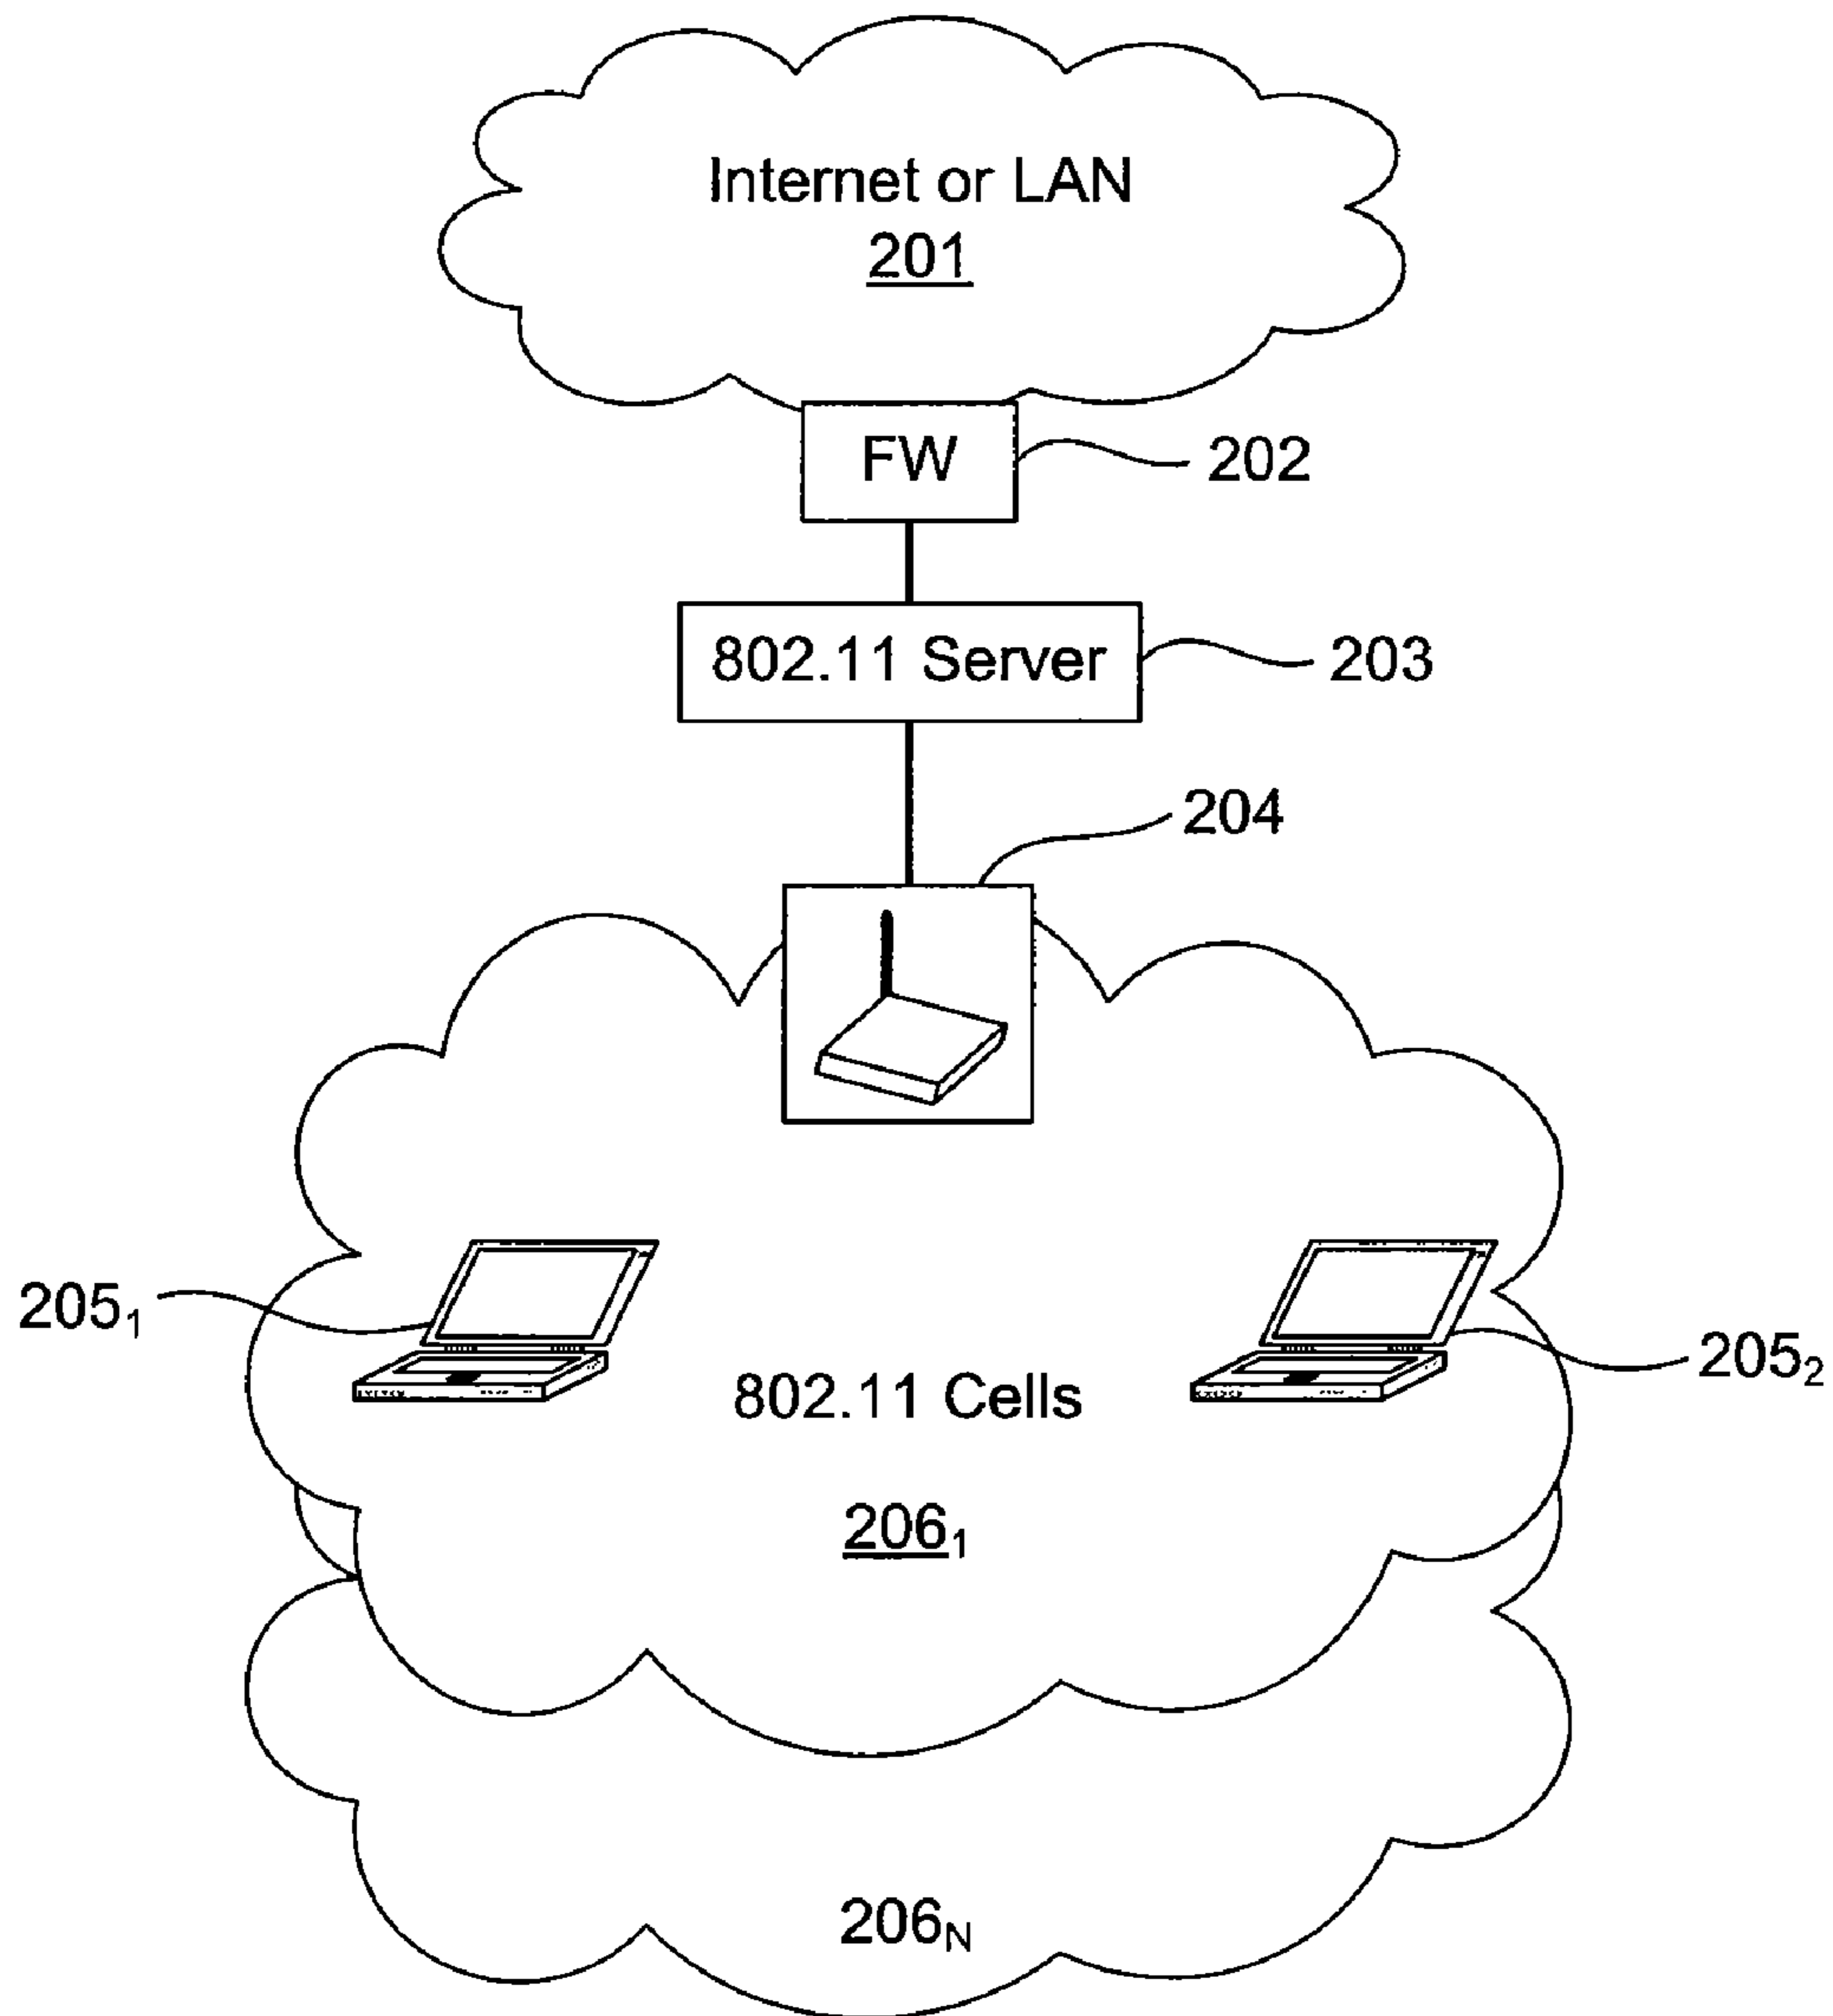 Internet or LAN
201
FW
202
802.11 Server
203
204
205₁
205₂
802.11 Cells
206₁
206N